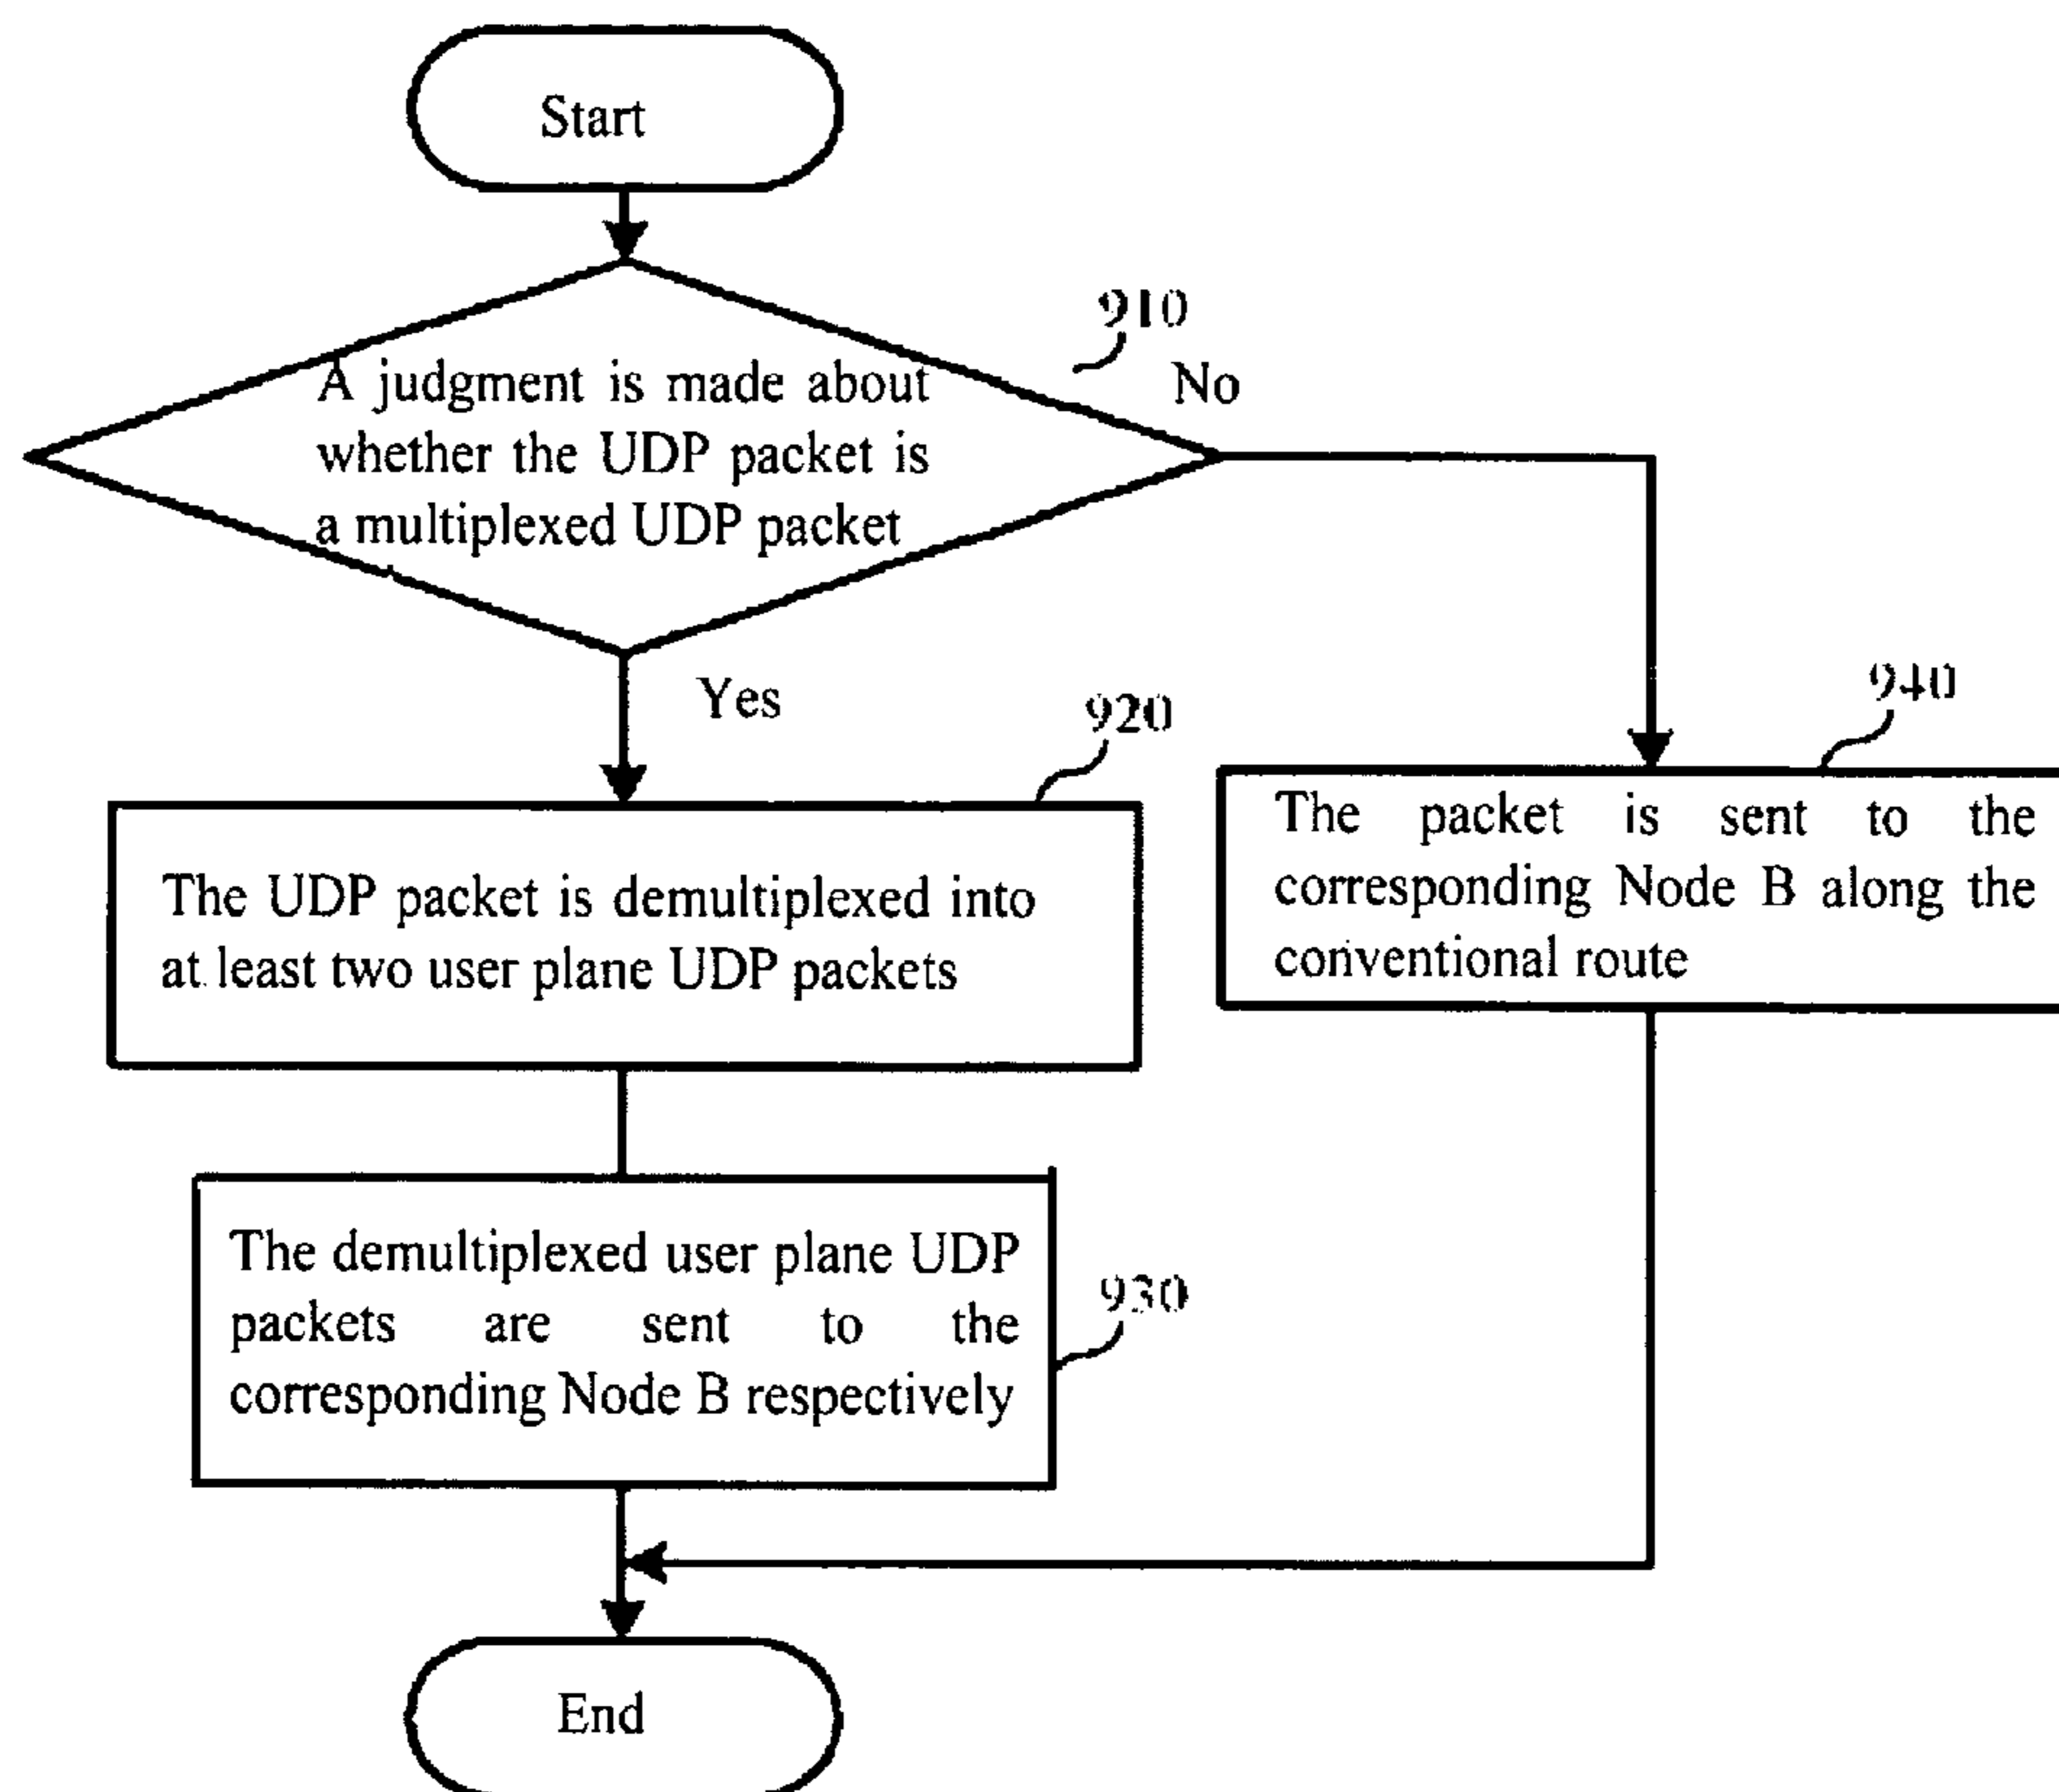 Start
910
A judgment is made about
whether the UDP packet is
a multiplexed UDP packet
No
Yes
920
940
The UDP packet is demultiplexed into
at least two user plane UDP packets
The packet is sent to the
corresponding Node B along the
conventional route
The demultiplexed user plane UDP
packets are sent to the
corresponding Node B respectively
930
End